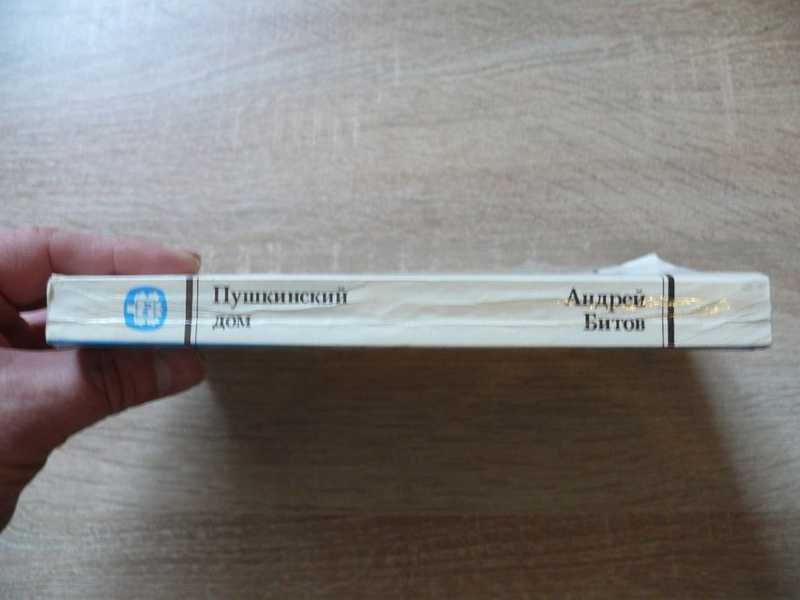 Пушкинский
дом
Андрей
Битов